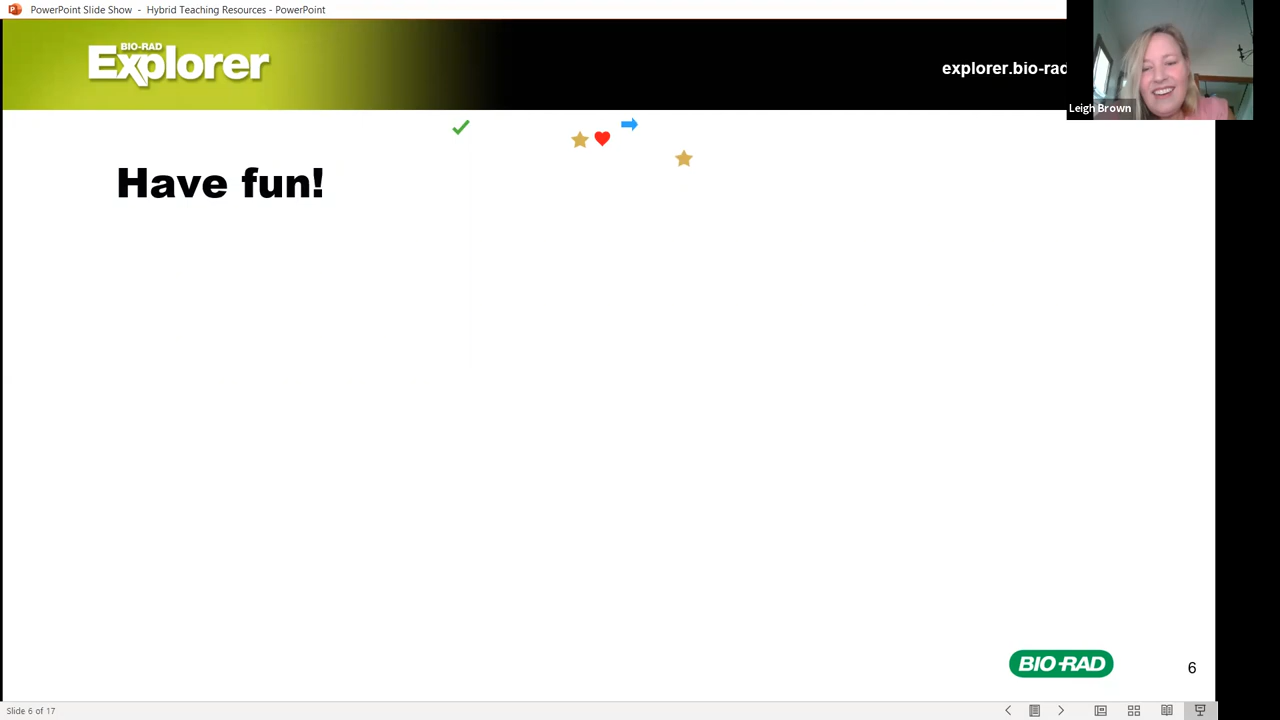 PowerPoint Slide Show - Hybrid Teaching Resources - PowerPoint
BIO-RAD
Explorer
explorer.bio-rad
Leigh Brown
Have fun!
BIO-RAD
6
Slide 6 of 17